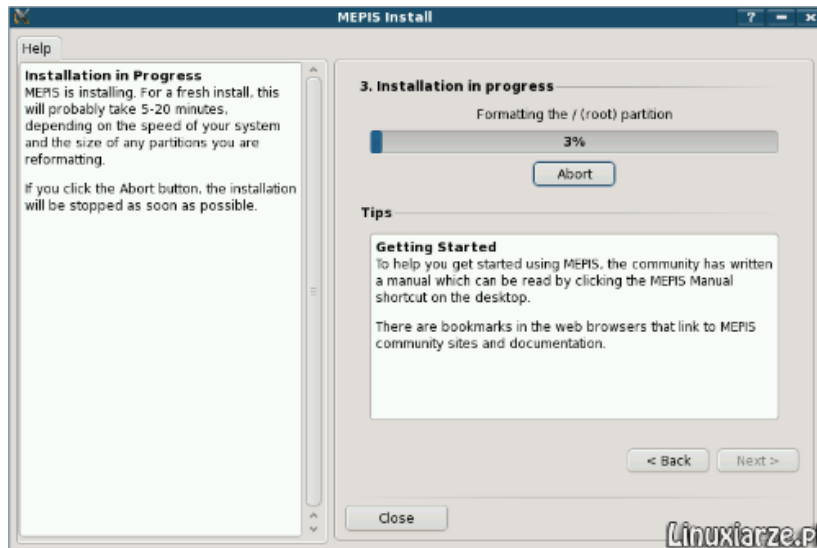 MEPIS Install
Help
Installation in Progress
MEPIS is installing. For a fresh install, this
will probably take 5-20 minutes,
depending on the speed of your system
and the size of any partitions you are
reformatting.
If you click the Abort button, the installation
will be stopped as soon as possible.
3. Installation in progress
Formatting the / (root) partition
3%
Abort
Tips
Getting Started
To help you get started using MEPIS, the community has written
a manual which can be read by clicking the MEPIS Manual
shortcut on the desktop.
There are bookmarks in the web browsers that link to MEPIS
community sites and documentation.
< Back
Next >
Close
Linuxiarze.p